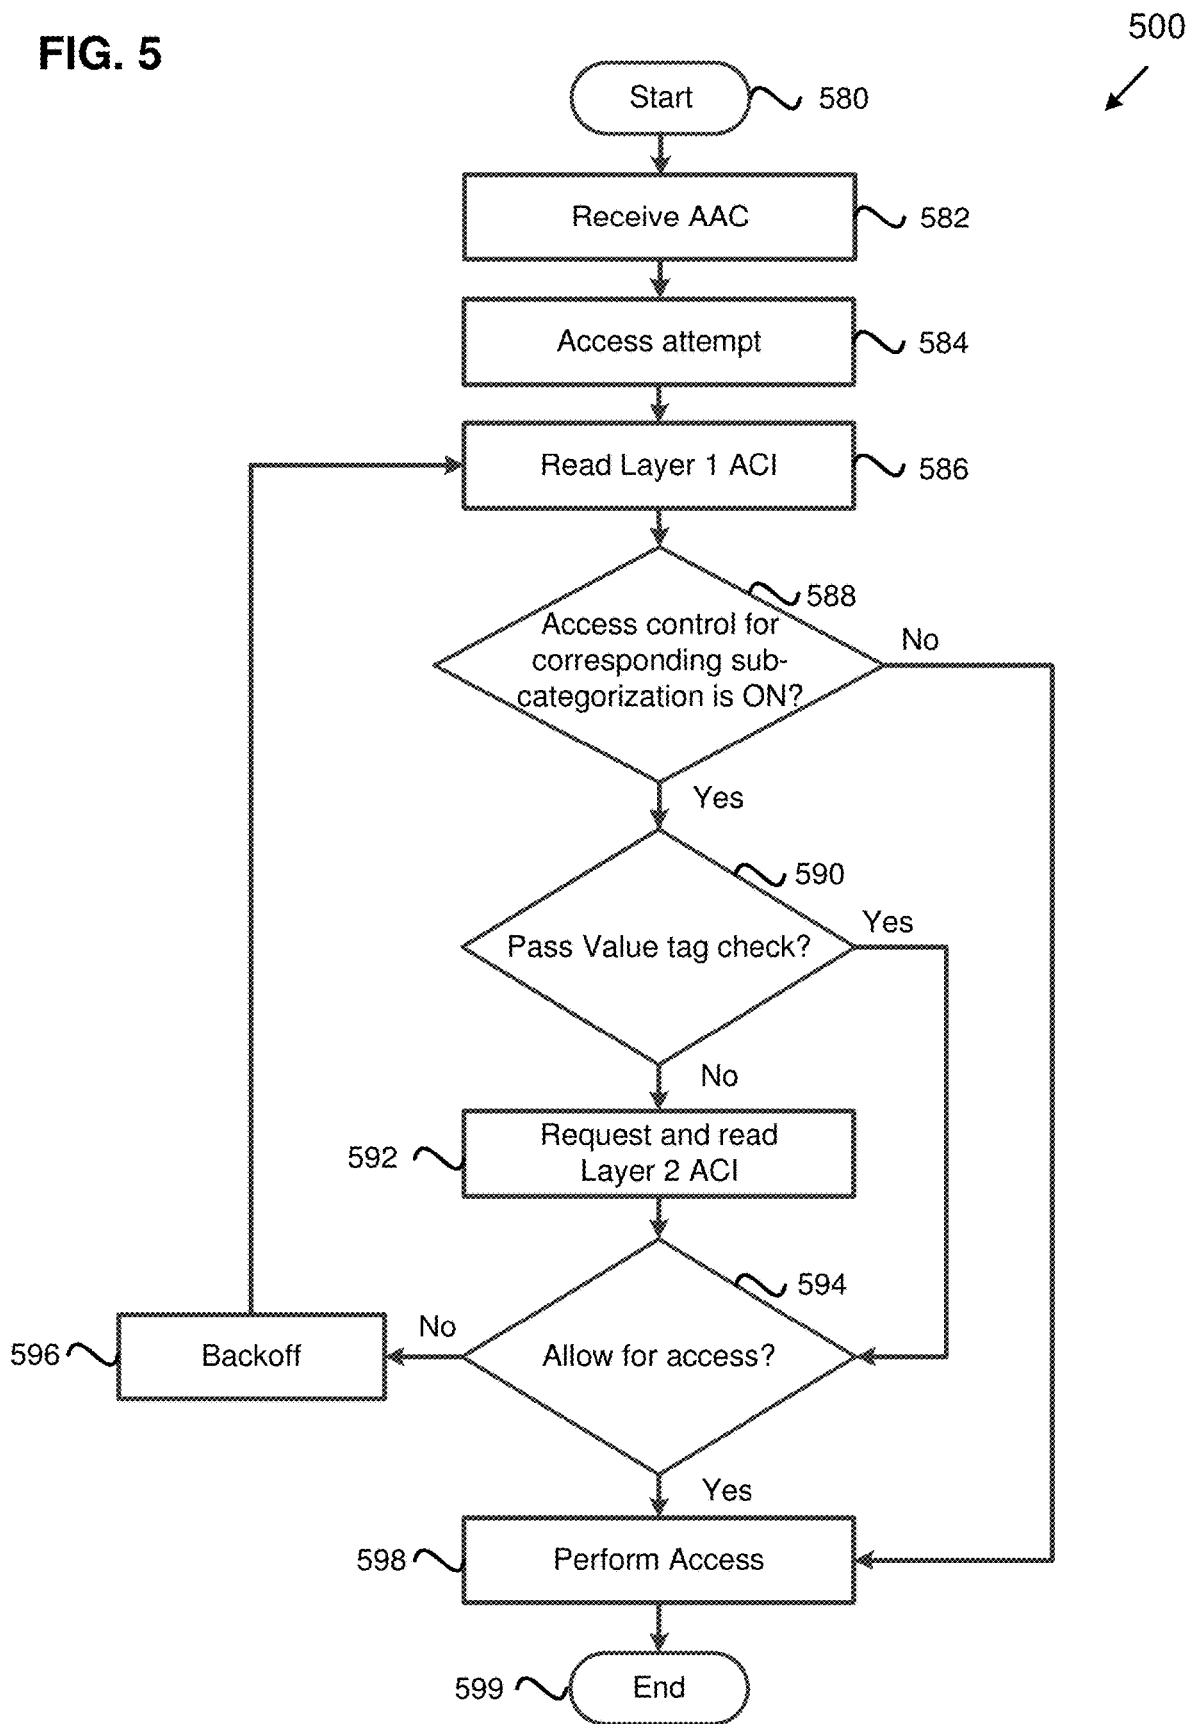 FIG. 5
500
Start
580
Receive AAC
582
Access attempt
584
Read Layer 1 ACI
586
588
Access control for
corresponding sub-
categorization is ON?
No
Yes
590
Pass Value tag check?
Yes
No
592
Request and read
Layer 2 ACI
594
Allow for access?
No
596
Backoff
Yes
598
Perform Access
599
End